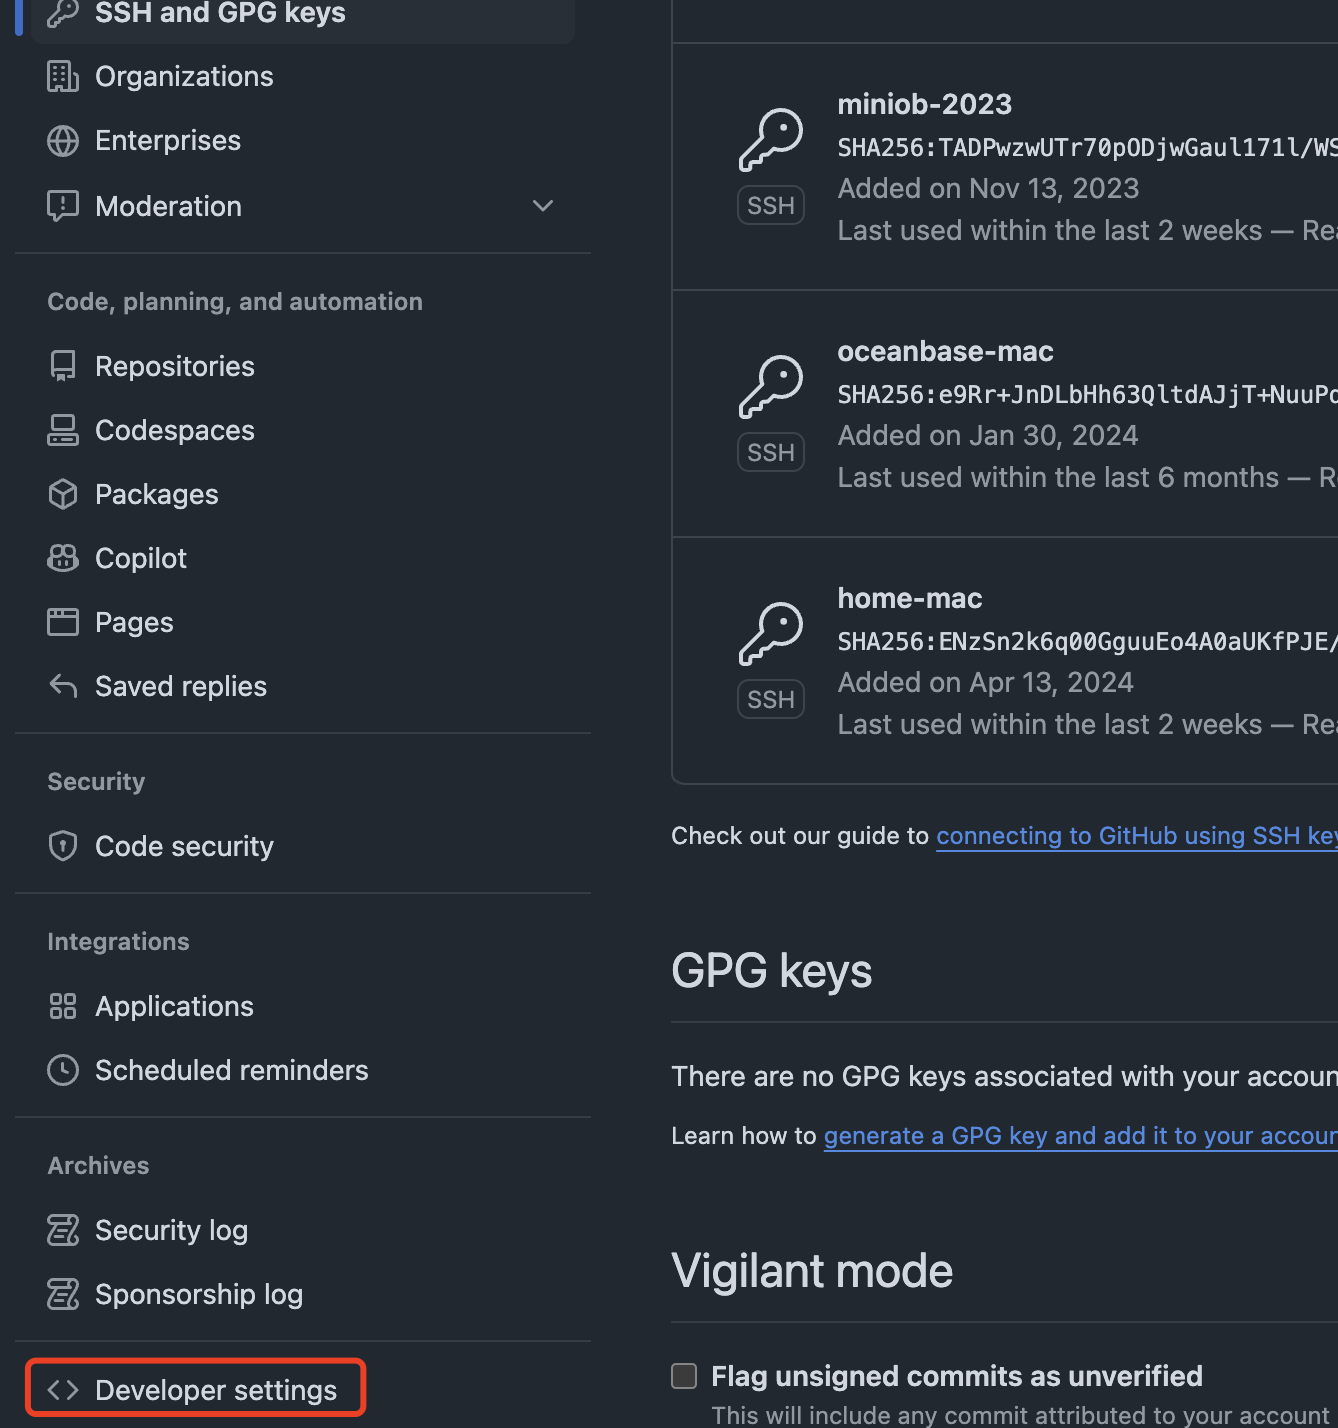 SSH and GPG keys
Organizations
Enterprises
Moderation
Code, planning, and automation
Repositories
Codespaces
Packages
Copilot
Pages
Saved replies
Security
Code security
Integrations
Applications
Scheduled reminders
Archives
Security log
Sponsorship log
Developer settings
miniob-2023
SHA256:TADPwzwUTr70pODjwGaul171l/WS
SSH
Added on Nov 13, 2023
Last used within the last 2 weeks — Rea
oceanbase-mac
SHA256:e9Rr+JnDLbHh63QltdAJjT+NuuPo
SSH
Added on Jan 30, 2024
Last used within the last 6 months — R
home-mac
SHA256:ENzSn2k6q00GguuEo4A0aUKfPJE/
SSH
Added on Apr 13, 2024
Last used within the last 2 weeks — Rea
Check out our guide to connecting to GitHub using SSH key
GPG keys
There are no GPG keys associated with your accoun
Learn how to generate a GPG key and add it to your accour
Vigilant mode
Flag unsigned commits as unverified
This will include any commit attributed to your account